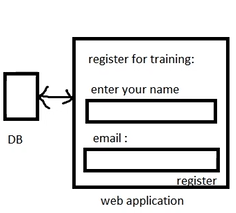 register for training:
enter your name
email :
register
DB
web application